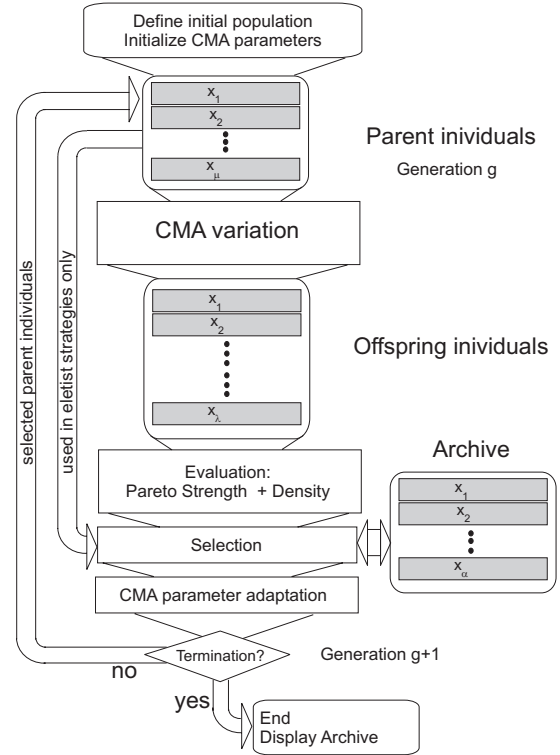 Define initial population
Initialize CMA parameters
x1
x2
xμ
Parent inividuals
Generation g
CMA variation
x1
x2
xλ
Offspring inividuals
selected parent individuals
used in eletist strategies only
Evaluation:
Pareto Strength + Density
Archive
x1
x2
xα
Selection
CMA parameter adaptation
Termination?
Generation g+1
no
yes
End
Display Archive